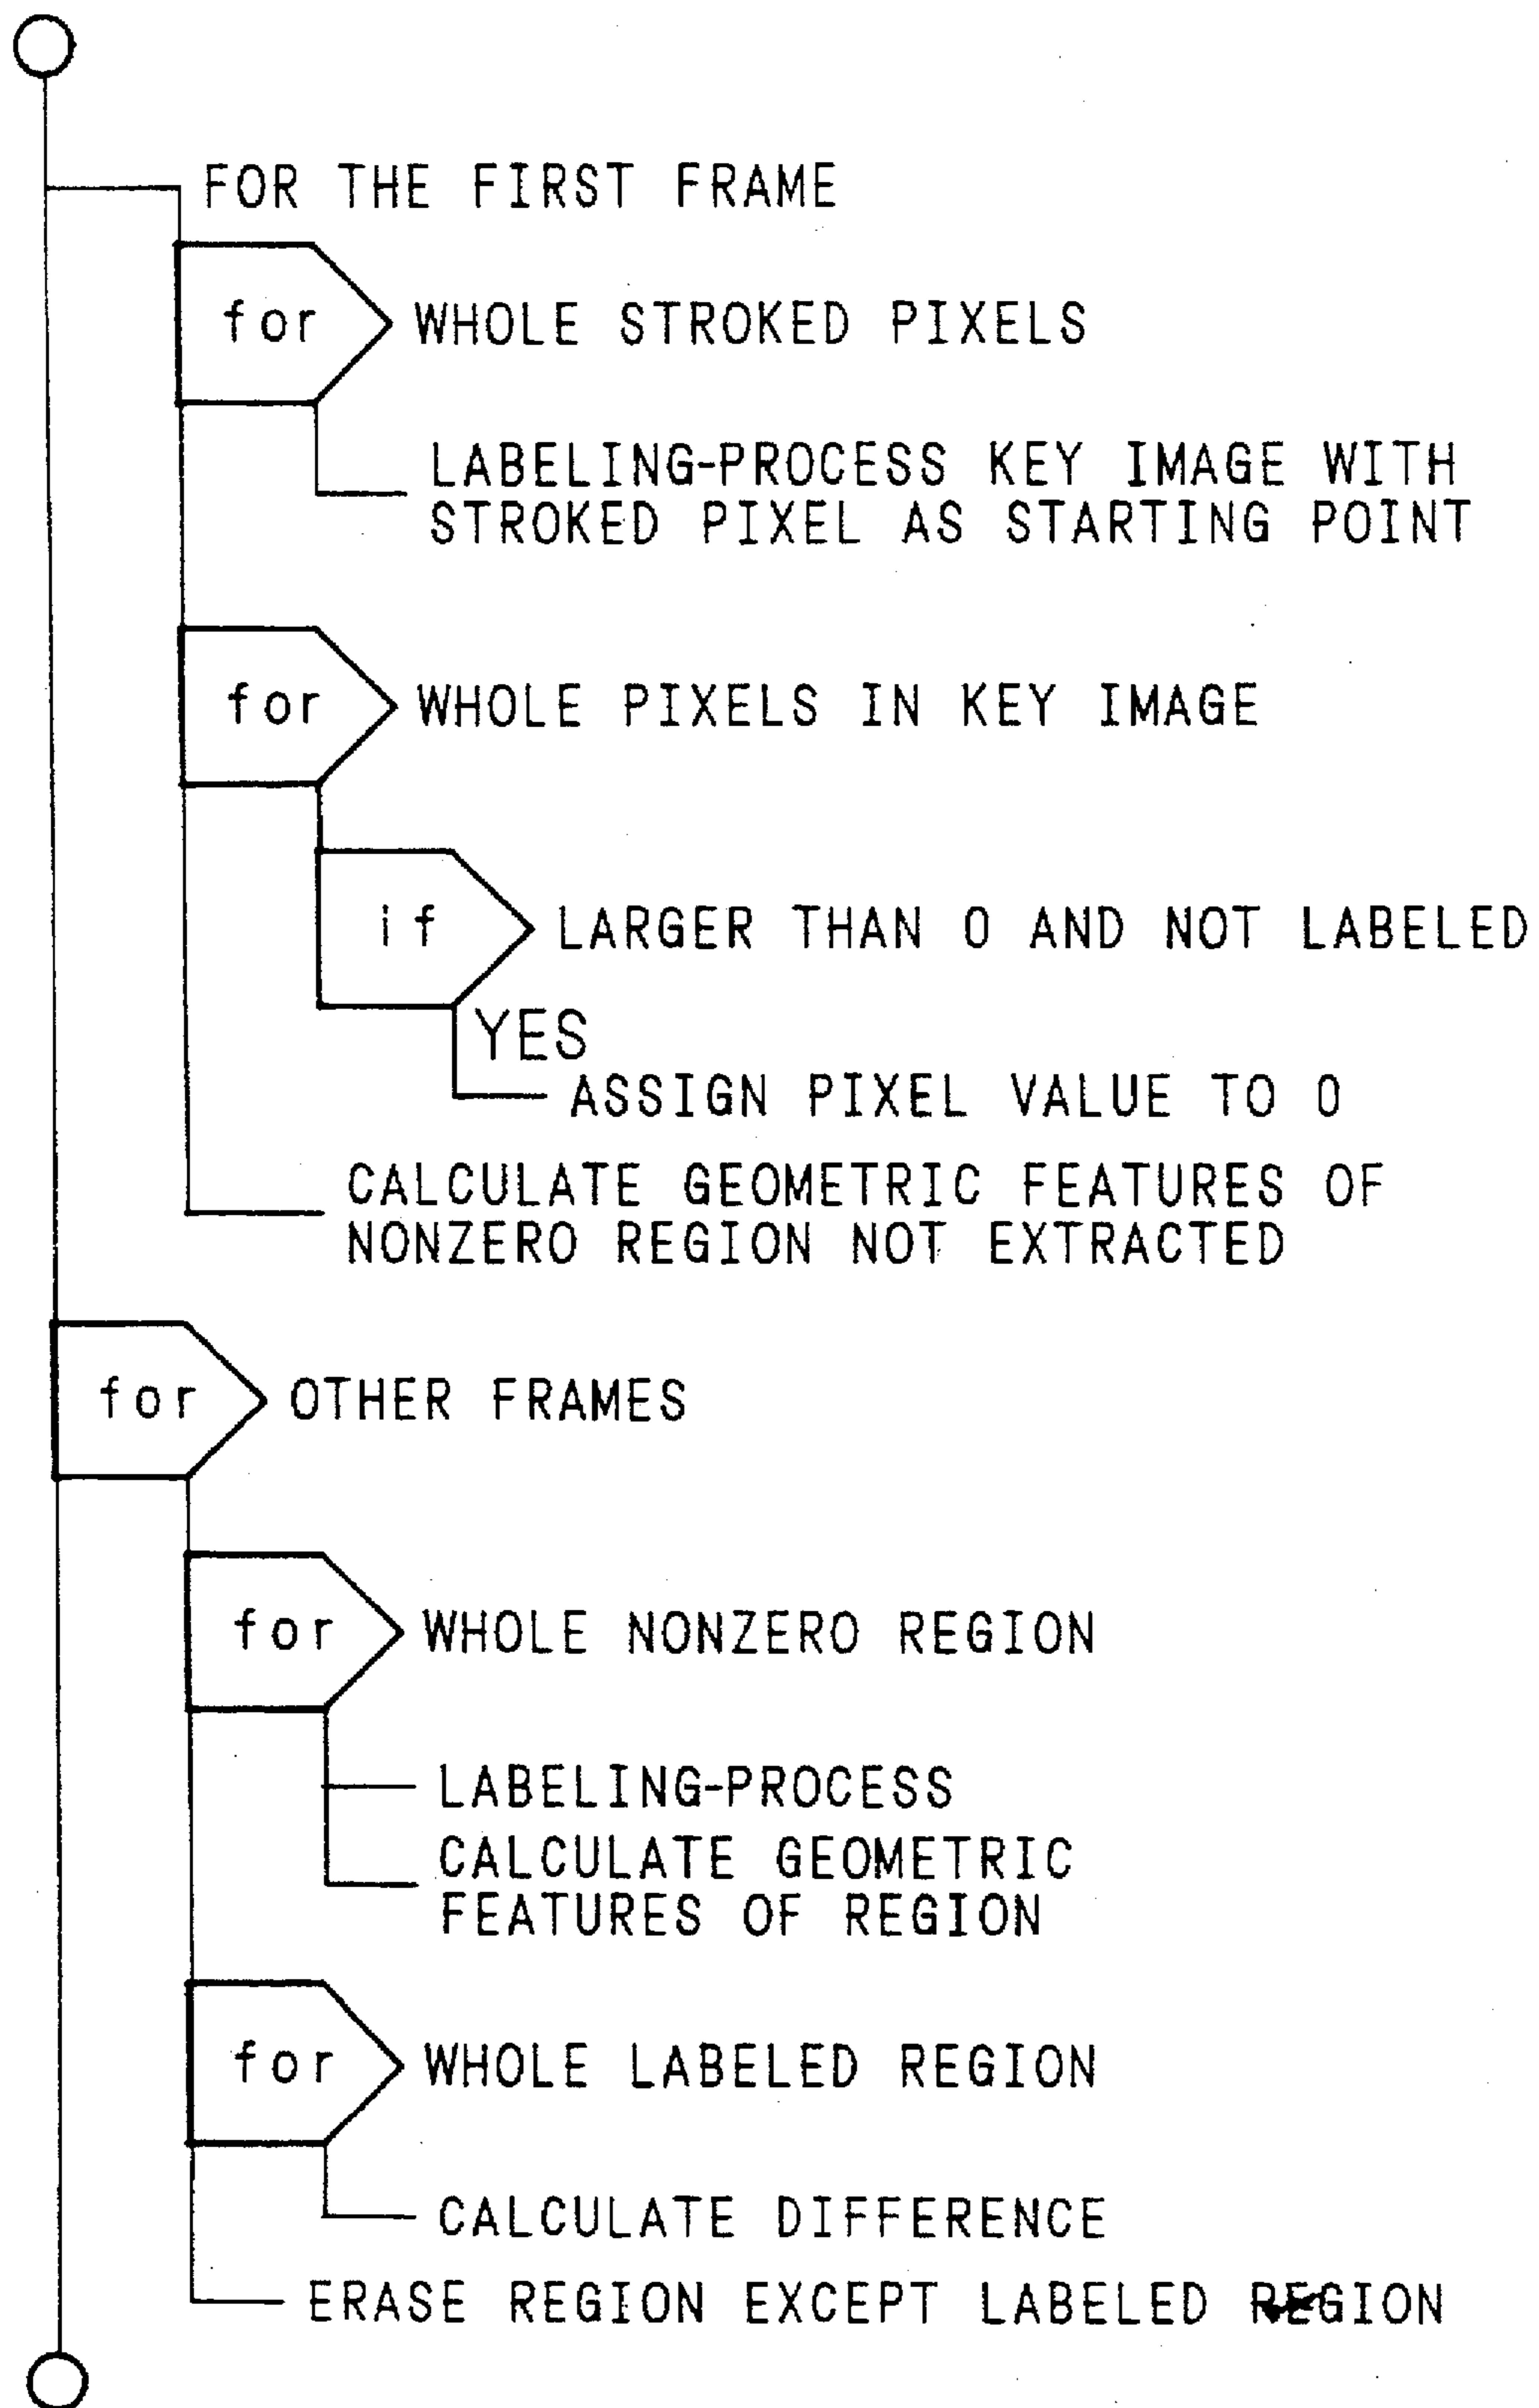 FOR THE FIRST FRAME
for WHOLE STROKED PIXELS
LABELING-PROCESS KEY IMAGE WITH
STROKED PIXEL AS STARTING POINT
for WHOLE PIXELS IN KEY IMAGE
if LARGER THAN 0 AND NOT LABELED
YES
ASSIGN PIXEL VALUE TO 0
CALCULATE GEOMETRIC FEATURES OF
NONZERO REGION NOT EXTRACTED
for OTHER FRAMES
for WHOLE NONZERO REGION
LABELING-PROCESS
CALCULATE GEOMETRIC
FEATURES OF REGION
for WHOLE LABELED REGION
CALCULATE DIFFERENCE
ERASE REGION EXCEPT LABELED REGION